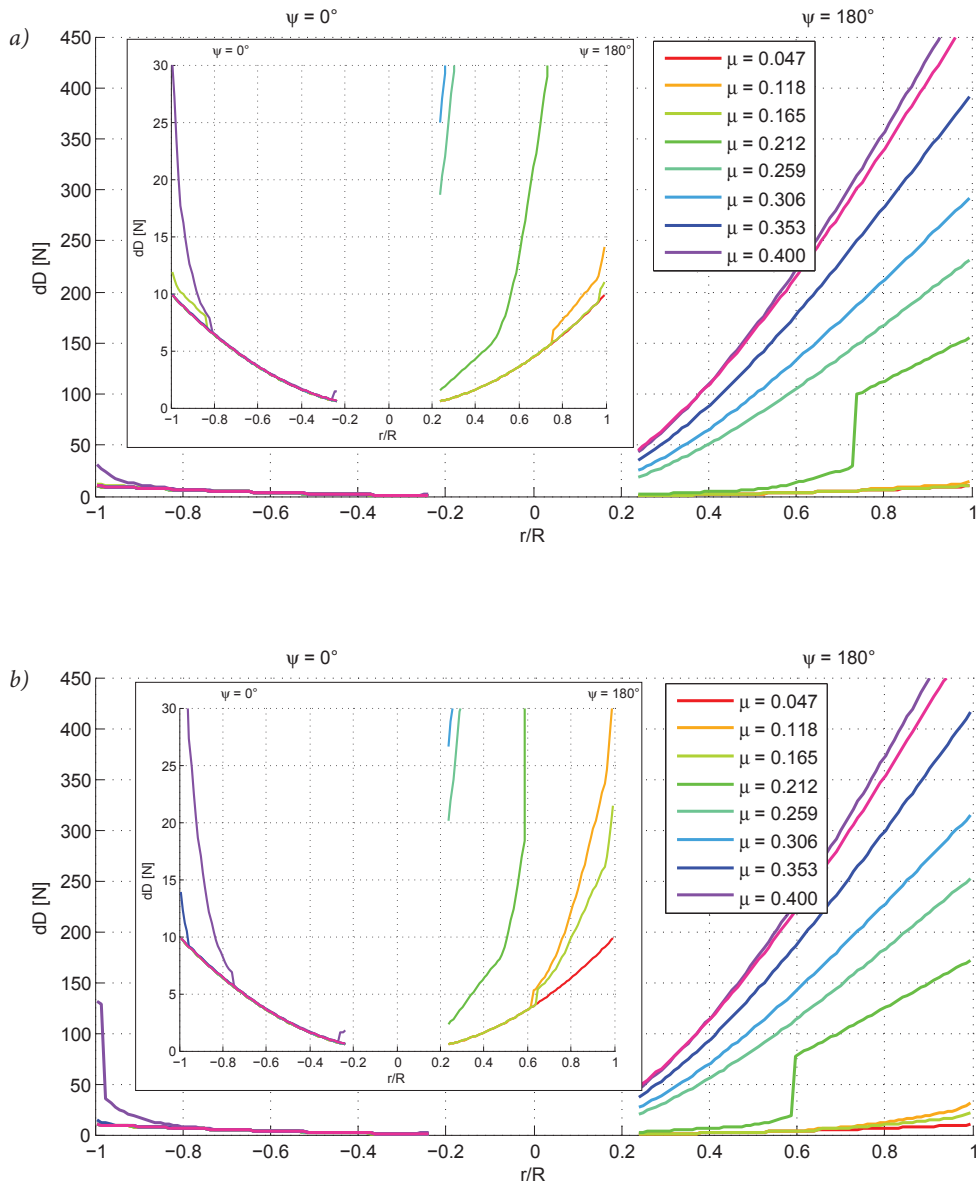 ψ = 0° ψ = 180°
a)
450
400
350
300
250
200
150
100
50
0
dD [N]
−1 −0.8 −0.6 −0.4 −0.2 0 0.2 0.4 0.6 0.8 1
r/R
ψ = 0° ψ = 180°
30
25
20
15
10
5
0
dD [N]
−1 −0.8 −0.6 −0.4 −0.2 0 0.2 0.4 0.6 0.8 1
r/R
μ = 0.047
μ = 0.118
μ = 0.165
μ = 0.212
μ = 0.259
μ = 0.306
μ = 0.353
μ = 0.400
ψ = 0° ψ = 180°
b)
450
400
350
300
250
200
150
100
50
0
dD [N]
−1 −0.8 −0.6 −0.4 −0.2 0 0.2 0.4 0.6 0.8 1
r/R
ψ = 0° ψ = 180°
30
25
20
15
10
5
0
dD [N]
−1 −0.8 −0.6 −0.4 −0.2 0 0.2 0.4 0.6 0.8 1
r/R
μ = 0.047
μ = 0.118
μ = 0.165
μ = 0.212
μ = 0.259
μ = 0.306
μ = 0.353
μ = 0.400